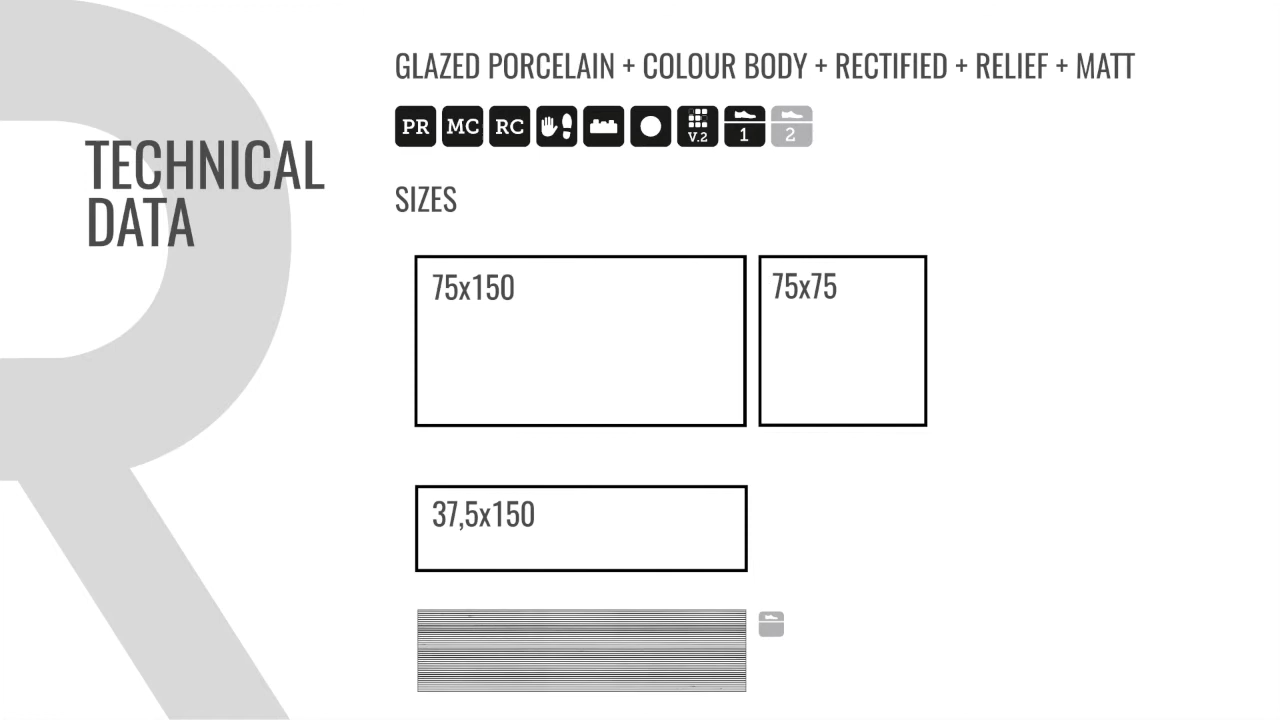 GLAZED PORCELAIN + COLOUR BODY + RECTIFIED + RELIEF + MATT
PR MC RC V.2 1 2
TECHNICAL
DATA
SIZES
75x150
75x75
37,5x150